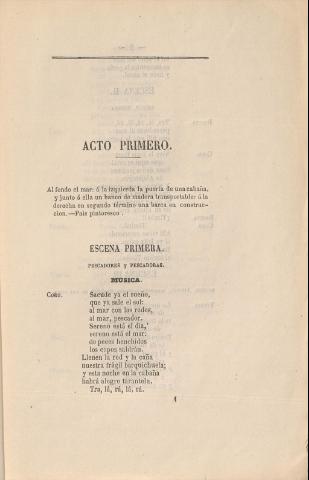 ACTO PRIMERO.
Al fondo el mar: á la izquierda la puerta de una cabaña,
y junto á ella un banco de madera transportable: á la
derecha en segundo término una barca en construc-
cion.—Pais pintoresco.
ESCENA PRIMERA.
PESCADORES y PESCADORAS.
MUSICA.
CORO. Sacude ya el sueño,
que ya sale el sol:
al mar con las redes,
al mar, pescador.
Sereno está el dia,
sereno está el mar:
de peces henchidos
los copos saldrán.
Llenen la red y la caña
nuestra frágil barquichuela;
y esta noche en la cabaña
habrá alegre tarantela.
Tra, lá, rá, lá, rá.
1